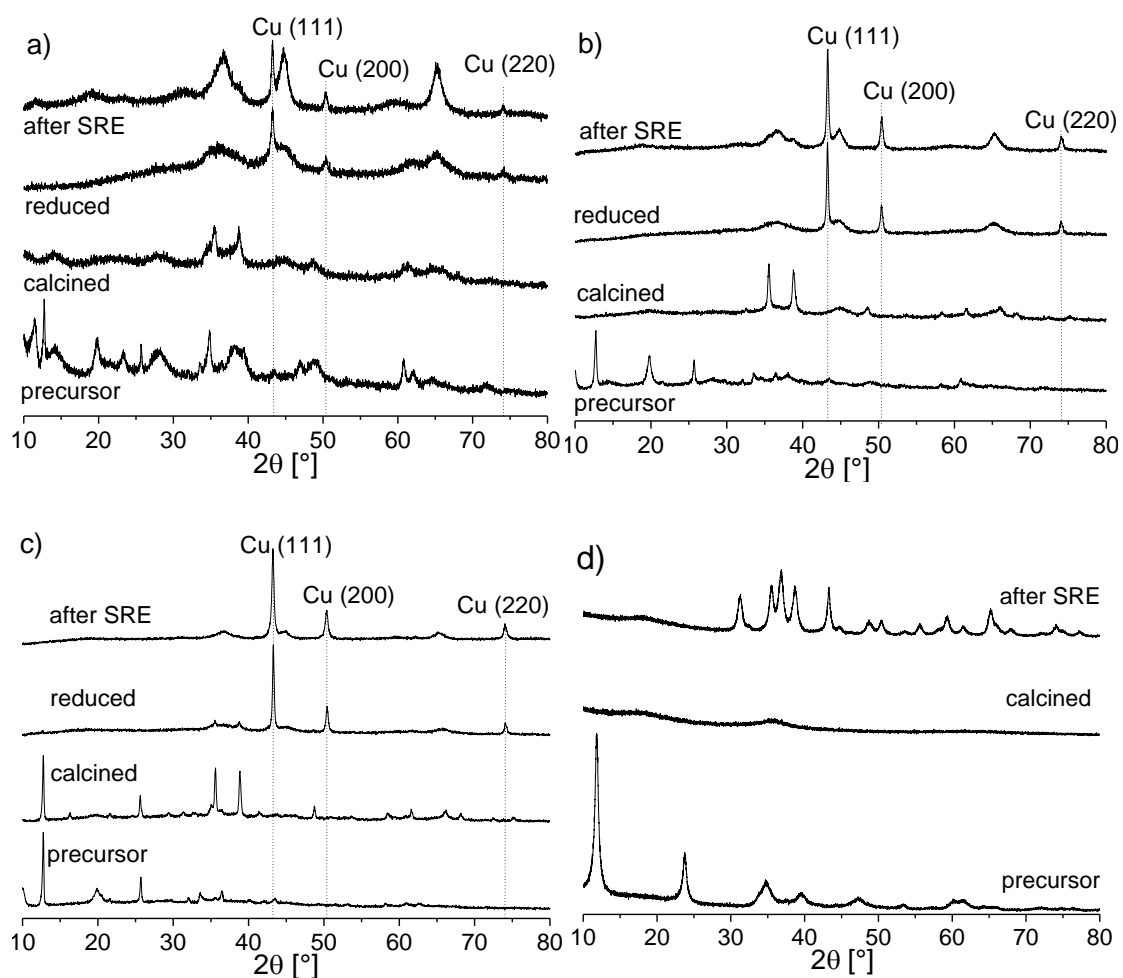 a)
Cu (111)
Cu (200)
Cu (220)
after SRE
reduced
calcined
precursor
10 20 30 40 50 60 70 80
2θ [°]
b)
Cu (111)
Cu (200)
Cu (220)
after SRE
reduced
calcined
precursor
10 20 30 40 50 60 70 80
2θ [°]
c)
Cu (111)
Cu (200)
Cu (220)
after SRE
reduced
calcined
precursor
10 20 30 40 50 60 70 80
2θ [°]
d)
after SRE
calcined
precursor
10 20 30 40 50 60 70 80
2θ [°]